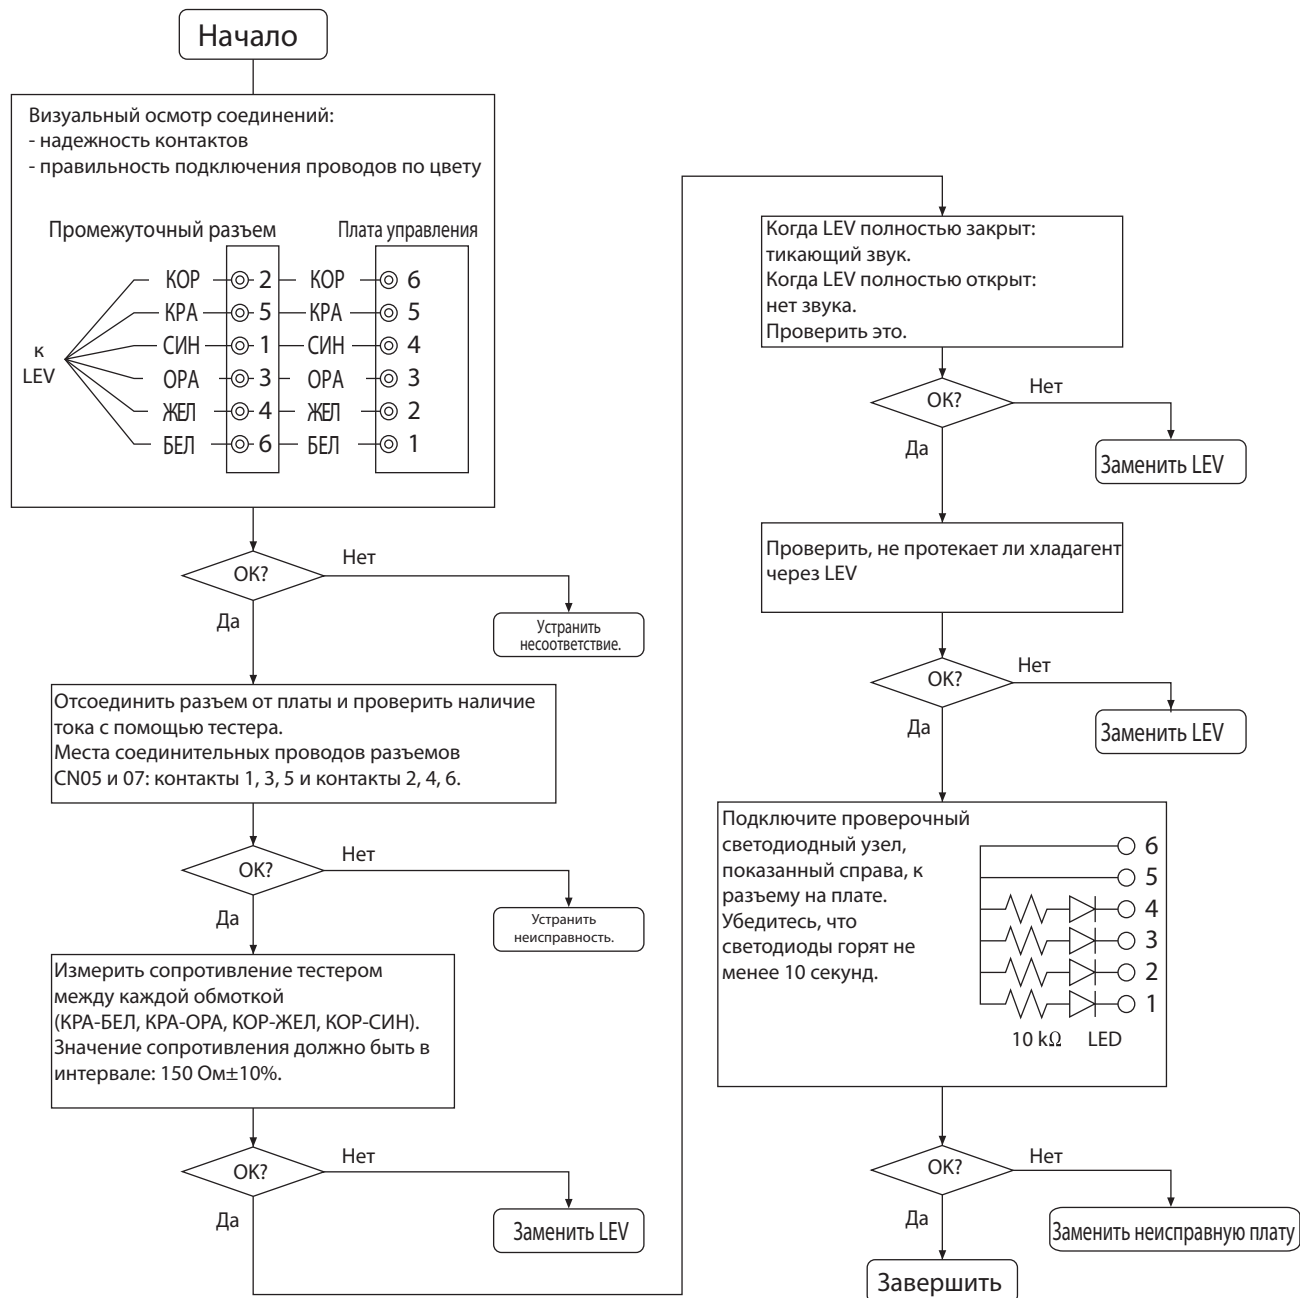 Начало
Визуальный осмотр соединений:
- надежность контактов
- правильность подключения проводов по цвету
Промежуточный разъем Плата управления
КОР 2 КОР 6
КРА 5 КРА 5
СИН 1 СИН 4
к
LEV
ОРА 3 ОРА 3
ЖЕЛ 4 ЖЕЛ 2
БЕЛ 6 БЕЛ 1
OK?
Нет
Да
Устранить
несоответствие.
Отсоединить разъем от платы и проверить наличие
тока с помощью тестера.
Места соединительных проводов разъемов
CN05 и 07: контакты 1, 3, 5 и контакты 2, 4, 6.
OK?
Нет
Да
Устранить
неисправность.
Измерить сопротивление тестером
между каждой обмоткой
(КРА-БЕЛ, КРА-ОРА, КОР-ЖЕЛ, КОР-СИН).
Значение сопротивления должно быть в
интервале: 150 Ом±10%.
OK?
Нет
Да
Заменить LEV
Когда LEV полностью закрыт:
тикающий звук.
Когда LEV полностью открыт:
нет звука.
Проверить это.
OK?
Нет
Да
Заменить LEV
Проверить, не протекает ли хладагент
через LEV
OK?
Нет
Да
Заменить LEV
Подключите проверочный
светодиодный узел,
показанный справа, к
разъему на плате.
Убедитесь, что
светодиоды горят не
менее 10 секунд.
6
5
4
3
2
1
10 kΩ LED
OK?
Нет
Да
Заменить неисправную плату
Завершить